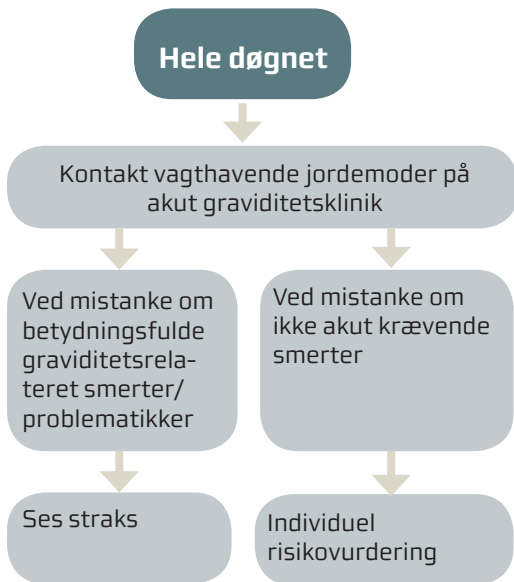 Hele døgnet
Kontakt vagthavende jordemoder på
akut graviditetsklinik
Ved mistanke om
betydningsfulde
graviditetsrela-
teret smerter/
problematikker
Ved mistanke om
ikke akut krævende
smerter
Ses straks
Individuel
risikovurdering